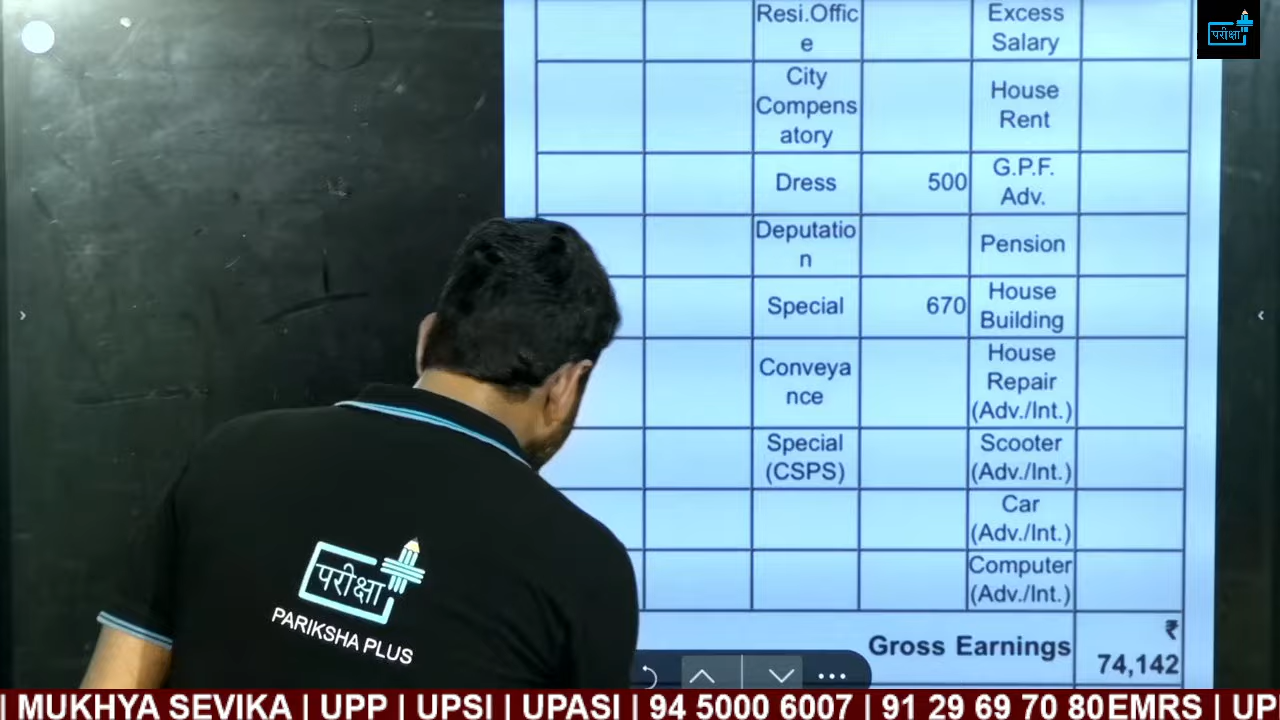 परीक्षा
Resi.Offic
e
Excess
Salary
City
Compens
atory
House
Rent
Dress
500
G.P.F.
Adv.
Deputatio
n
Pension
Special
670
House
Building
Conveya
nce
House
Repair
(Adv./Int.)
Special
(CSPS)
Scooter
(Adv./Int.)
Car
(Adv./Int.)
Computer
(Adv./Int.)
Gross Earnings
₹
74,142
परीक्षा
PARIKSHA PLUS
| MUKHYA SEVIKA | UPP | UPSI | UPASI | 94 5000 6007 | 91 29 69 70 80EMRS | UP